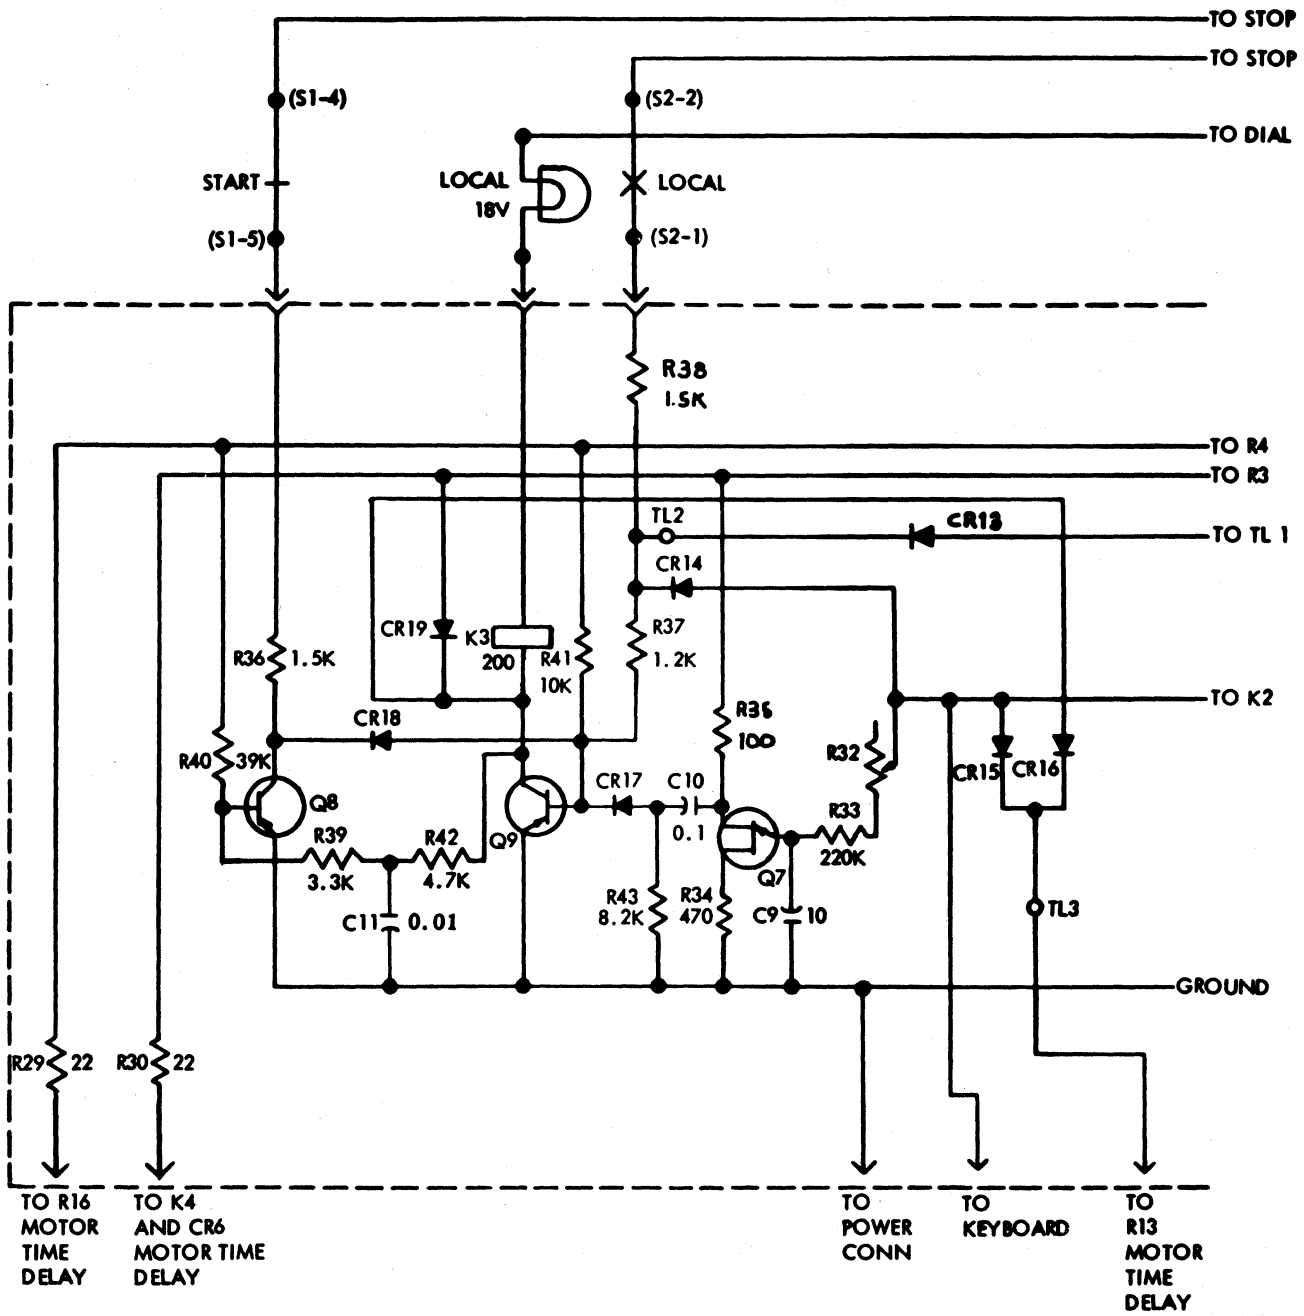 TO STOP
TO STOP
(S1-4)
(S2-2)
TO DIAL
START
LOCAL
18V
LOCAL
(S1-5)
(S2-1)
R38
1.5K
TO R4
TO R3
TL2
CR13
TO TL 1
CR14
CR19
K3
200
R41
10K
R37
1.2K
R36
1.5K
TO K2
CR18
R35
100
R40
39K
R32
CR15
CR16
CR17
C10
0.1
Q8
Q9
R33
220K
R39
3.3K
R42
4.7K
Q7
R43
8.2K
R34
470
C9
10
C11
0.01
TL3
GROUND
R29
22
R30
22
TO R16
MOTOR
TIME
DELAY
TO K4
AND CR6
MOTOR TIME
DELAY
TO
POWER
CONN
TO
KEYBOARD
TO
R13
MOTOR
TIME
DELAY